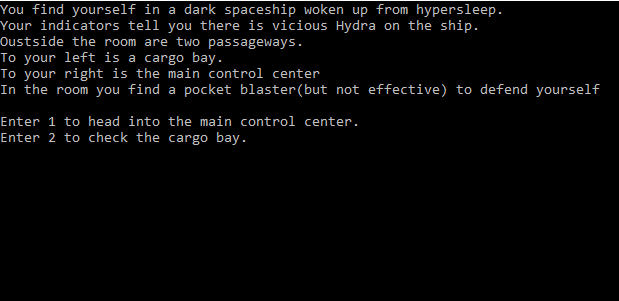 You find yourself in a dark spaceship woken up from hypersleep.
Your indicators tell you there is vicious Hydra on the ship.
Oustside the room are two passageways.
To your left is a cargo bay.
To your right is the main control center
In the room you find a pocket blaster(but not effective) to defend yourself
Enter 1 to head into the main control center.
Enter 2 to check the cargo bay.